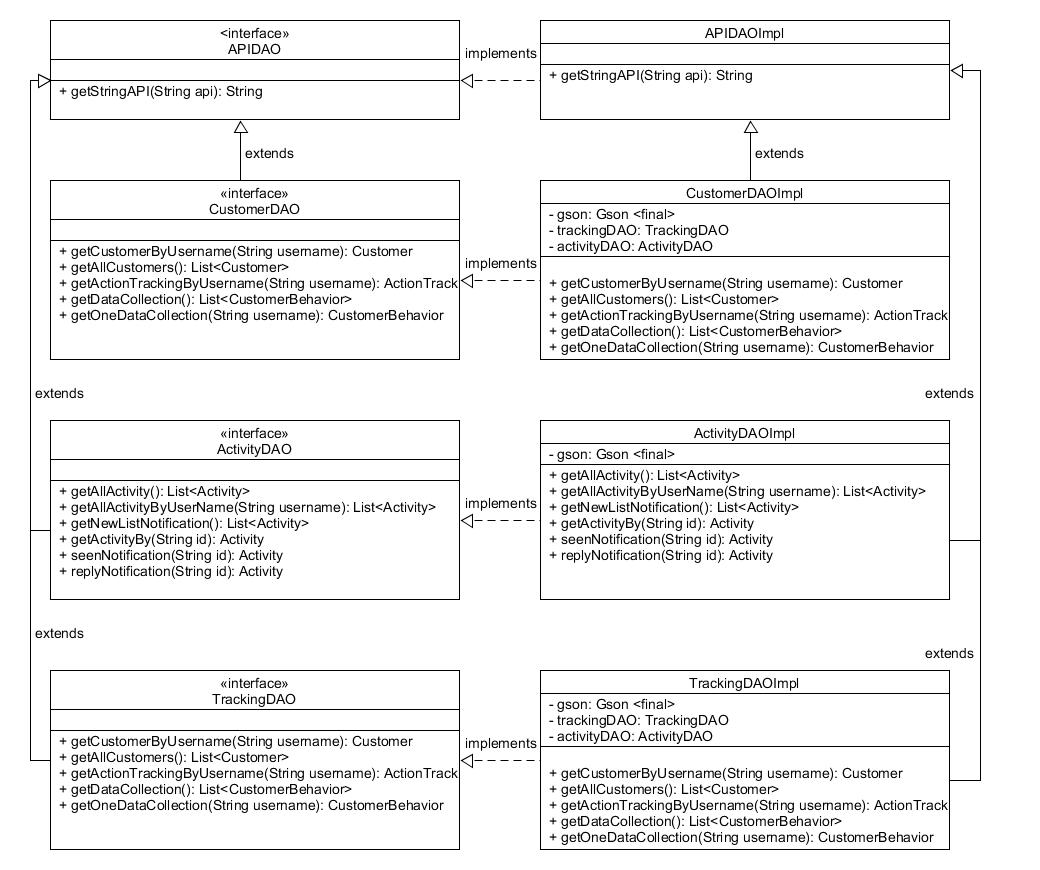 <interface»
APIDAO
+ getStringAPI(String api): String
implements
APIDAOImpl
+ getStringAPI(String api): String
extends
extends
«interface»
CustomerDAO
+ getCustomerByUsername(String username): Customer
+ getAllCustomers(): List<Customer>
+ getActionTrackingByUsername(String username): ActionTrack
+ getDataCollection(): List<CustomerBehavior>
+ getOneDataCollection(String username): CustomerBehavior
implements
CustomerDAOImpl
- gson: Gson <final>
- trackingDAO: TrackingDAO
- activityDAO: ActivityDAO
+ getCustomerByUsername(String username): Customer
+ getAllCustomers(): List<Customer>
+ getActionTrackingByUsername(String username): ActionTrack
+ getDataCollection(): List<CustomerBehavior>
+ getOneDataCollection(String username): CustomerBehavior
extends
extends
«interface»
ActivityDAO
+ getAllActivity(): List<Activity>
+ getAllActivityByUserName(String username): List<Activity>
+ getNewListNotification(): List<Activity>
+ getActivityBy(String id): Activity
+ seenNotification(String id): Activity
+ replyNotification(String id): Activity
implements
ActivityDAOImpl
- gson: Gson <final>
+ getAllActivity(): List<Activity>
+ getAllActivityByUserName(String username): List<Activity>
+ getNewListNotification(): List<Activity>
+ getActivityBy(String id): Activity
+ seenNotification(String id): Activity
+ replyNotification(String id): Activity
extends
extends
«interface»
TrackingDAO
+ getCustomerByUsername(String username): Customer
+ getAllCustomers(): List<Customer>
+ getActionTrackingByUsername(String username): ActionTrack
+ getDataCollection(): List<CustomerBehavior>
+ getOneDataCollection(String username): CustomerBehavior
implements
TrackingDAOImpl
- gson: Gson <final>
- trackingDAO: TrackingDAO
- activityDAO: ActivityDAO
+ getCustomerByUsername(String username): Customer
+ getAllCustomers(): List<Customer>
+ getActionTrackingByUsername(String username): ActionTrack
+ getDataCollection(): List<CustomerBehavior>
+ getOneDataCollection(String username): CustomerBehavior